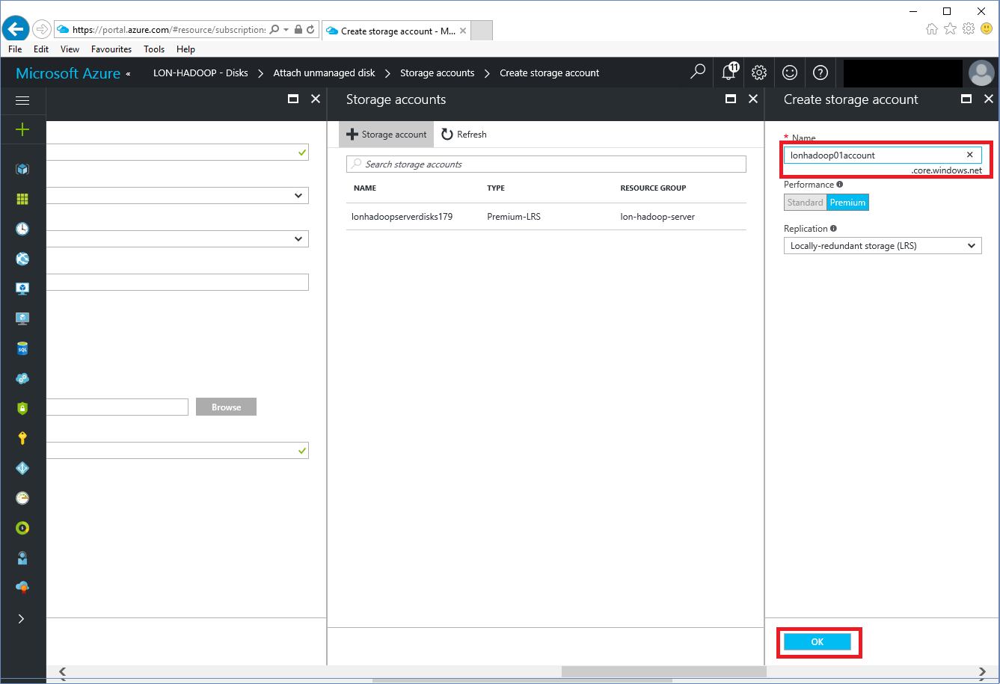 https://portal.azure.com/#resource/subscriptions
Create storage account - M...
File Edit View Favourites Tools Help
Microsoft Azure « LON-HADOOP - Disks > Attach unmanaged disk > Storage accounts > Create storage account
11
Storage accounts
Create storage account
Storage account Refresh
Search storage accounts
NAME TYPE RESOURCE GROUP
lonhadoopserverdisks179 Premium-LRS lon-hadoop-server
Browse
* Name
lonhadoop01account
.core.windows.net
Performance
Standard Premium
Replication
Locally-redundant storage (LRS)
SQL
OK